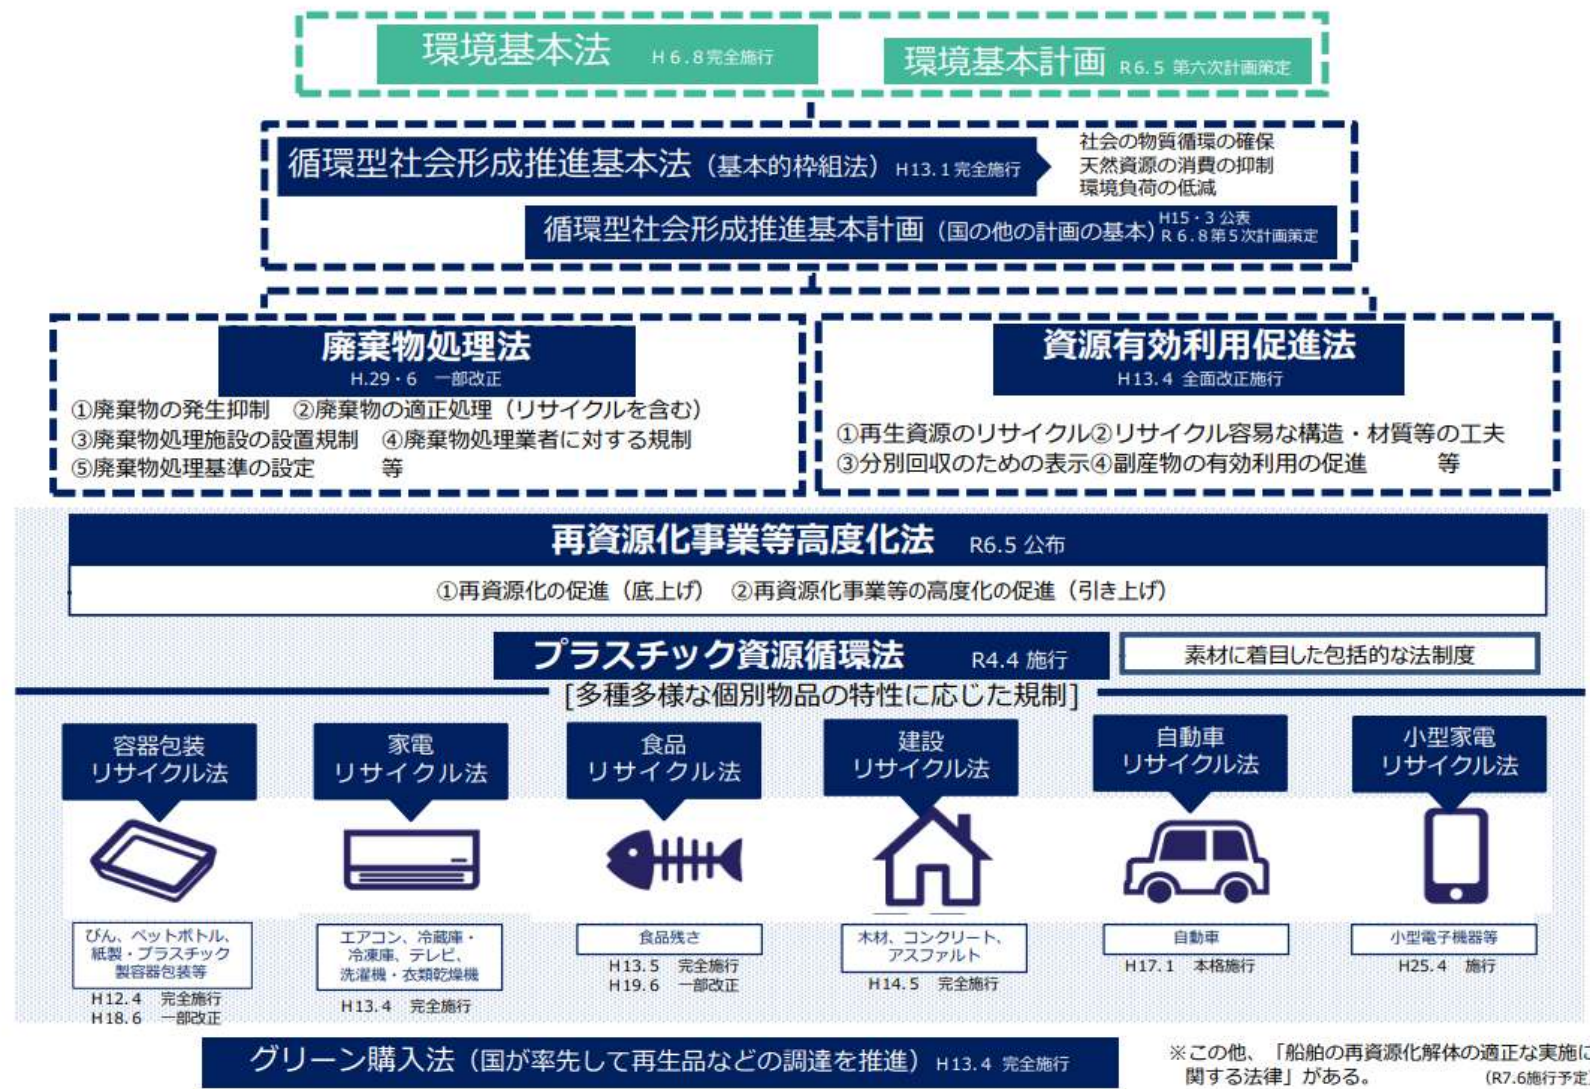 環境基本法 H6.8完全施行
環境基本計画 R6.5 第六次計画策定
循環型社会形成推進基本法（基本的枠組法）H13.1完全施行
社会の物質循環の確保
天然資源の消費の抑制
環境負荷の低減
循環型社会形成推進基本計画（国の他の計画の基本）H15・3 公表
R6.8第5次計画策定
廃棄物処理法
H.29・6 一部改正
①廃棄物の発生抑制 ②廃棄物の適正処理（リサイクルを含む）
③廃棄物処理施設の設置規制 ④廃棄物処理業者に対する規制
⑤廃棄物処理基準の設定 等
資源有効利用促進法
H13.4 全面改正施行
①再生資源のリサイクル②リサイクル容易な構造・材質等の工夫
③分別回収のための表示④副産物の有効利用の促進 等
再資源化事業等高度化法 R6.5 公布
①再資源化の促進（底上げ） ②再資源化事業等の高度化の促進（引き上げ）
プラスチック資源循環法 R4.4 施行
素材に着目した包括的な法制度
[多種多様な個別物品の特性に応じた規制]
容器包装
リサイクル法
びん、ペットボトル、
紙製・プラスチック
製容器包装等
H12.4 完全施行
H18.6 一部改正
家電
リサイクル法
エアコン、冷蔵庫・
冷凍庫、テレビ、
洗濯機・衣類乾燥機
H13.4 完全施行
食品
リサイクル法
食品残さ
H13.5 完全施行
H19.6 一部改正
建設
リサイクル法
木材、コンクリート、
アスファルト
H14.5 完全施行
自動車
リサイクル法
自動車
H17.1 本格施行
小型家電
リサイクル法
小型電子機器等
H25.4 施行
グリーン購入法（国が率先して再生品などの調達を推進）H13.4 完全施行
※この他、「船舶の再資源化解体の適正な実施に
関する法律」がある。 (R7.6施行予定)